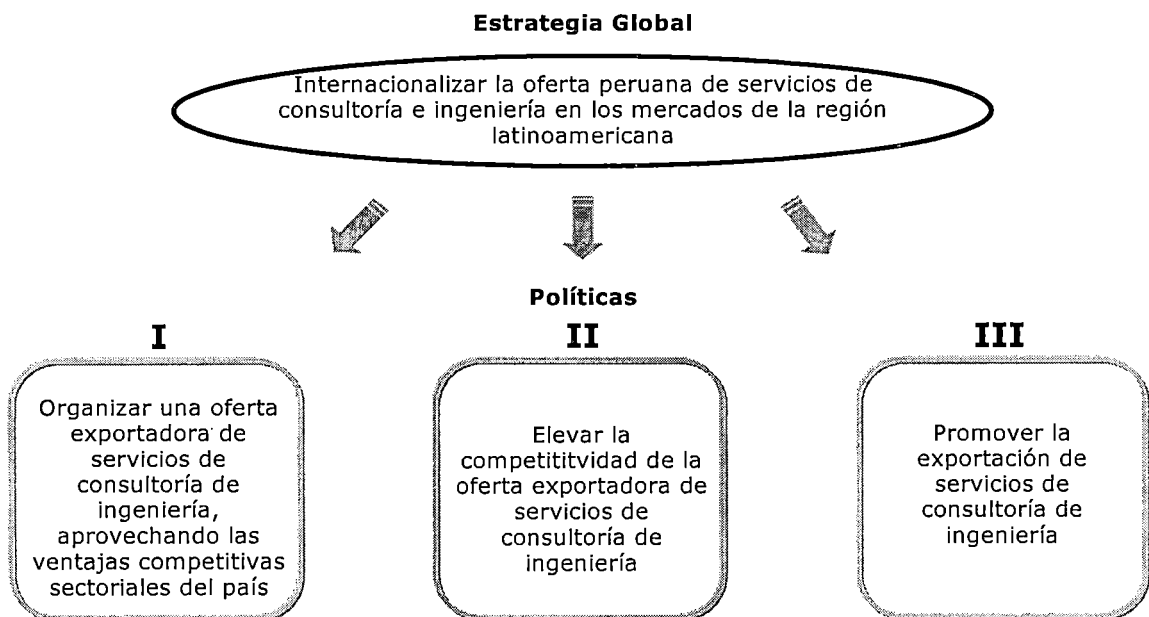 Estrategia Global
Internacionalizar la oferta peruana de servicios de
consultoría e ingeniería en los mercados de la región
latinoamericana
Políticas
I
Organizar una oferta
exportadora de
servicios de
consultoría de
ingeniería,
aprovechando las
ventajas competitivas
sectoriales del país
II
Elevar la
competititvidad de la
oferta exportadora de
servicios de
consultoría de
ingeniería
III
Promover la
exportación de
servicios de
consultoría de
ingeniería